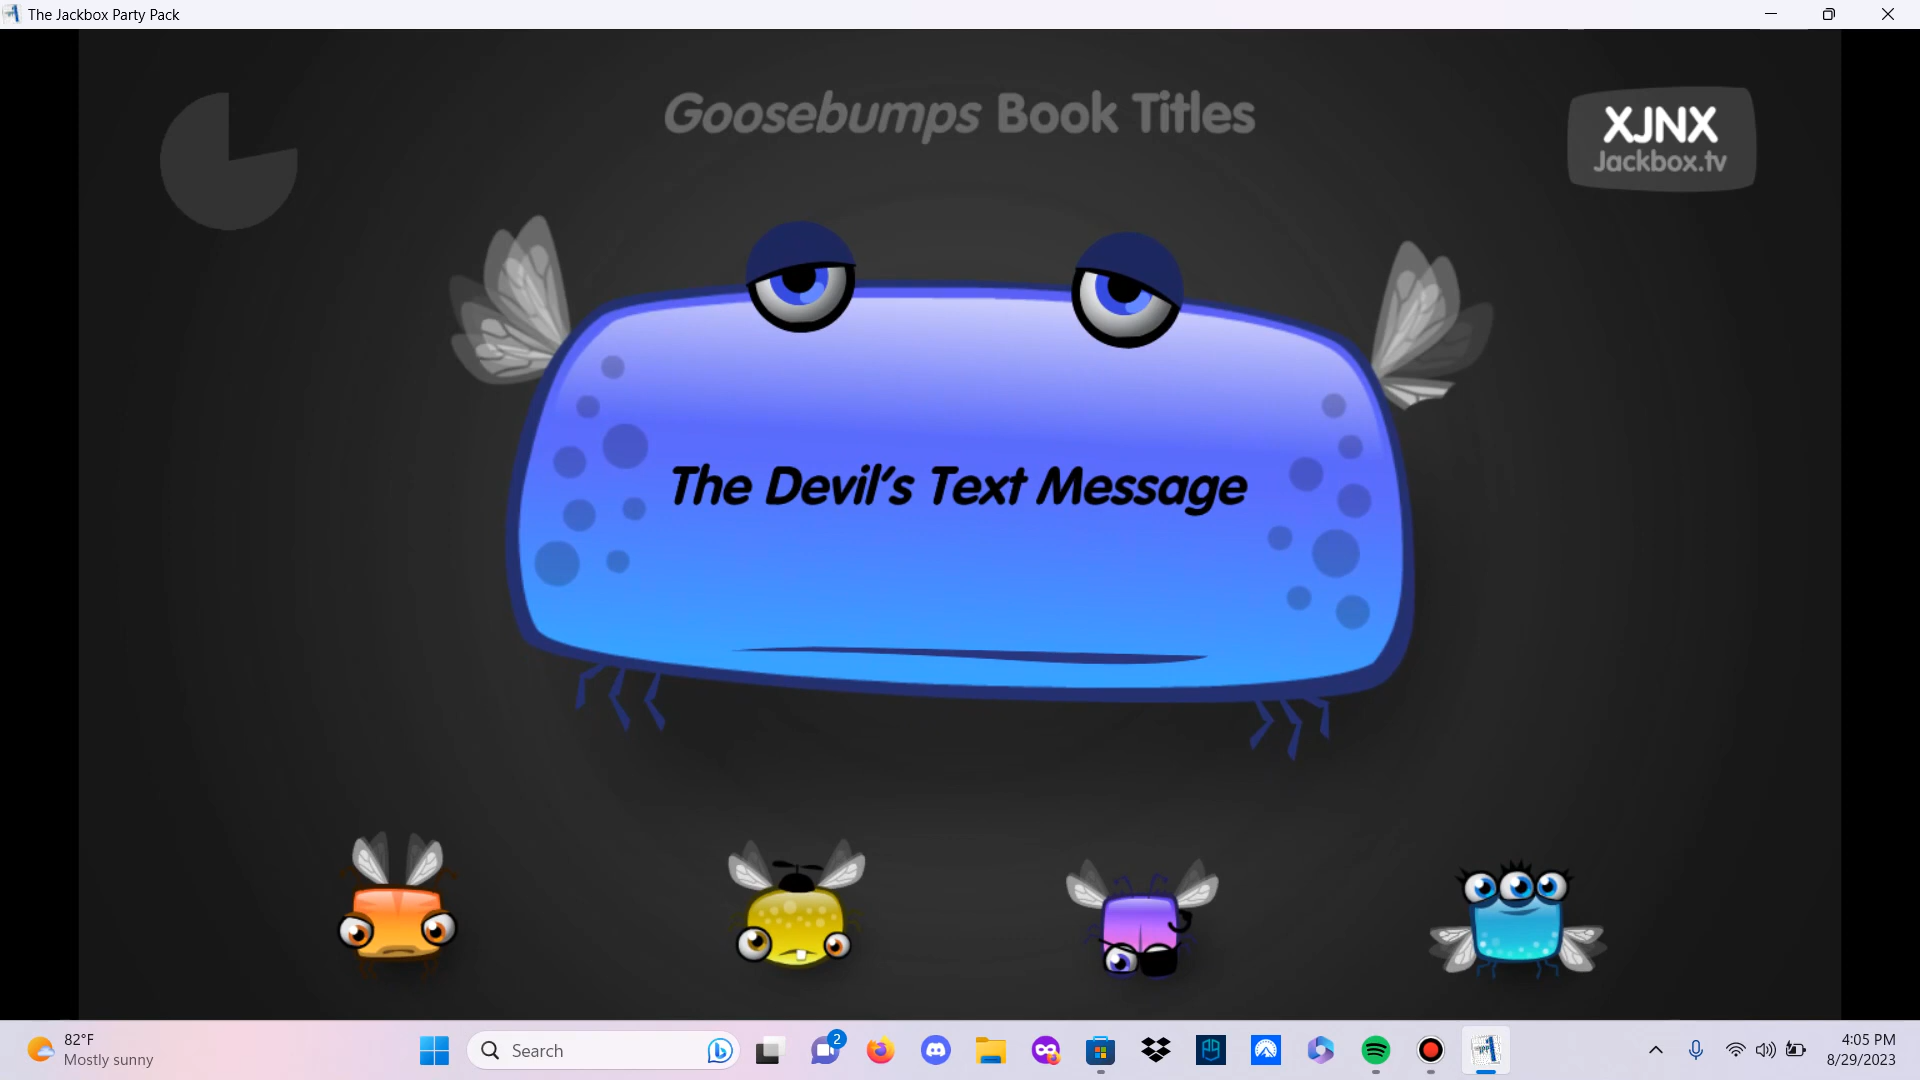 The Jackbox Party Pack
Goosebumps Book Titles
XJNX
Jackbox.tv
The Devil's Text Message
82°F
Mostly sunny
Search
2
4:05 PM
8/29/2023